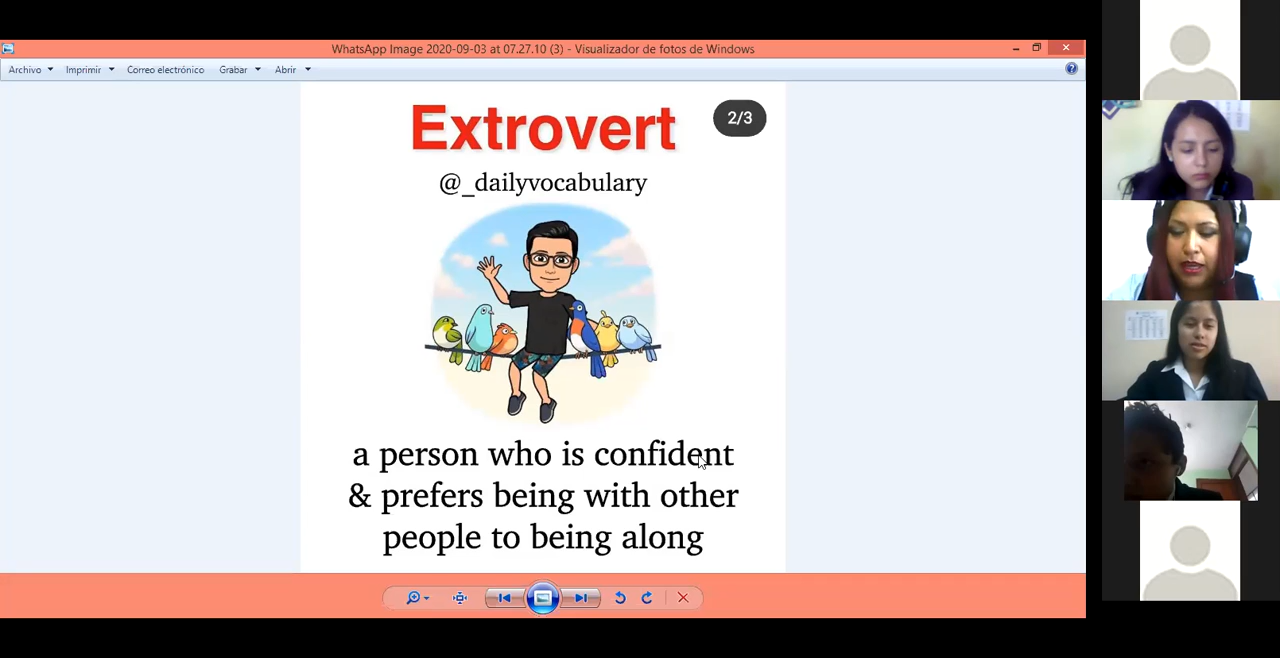 WhatsApp Image 2020-09-03 at 07.27.10 (3) - Visualizador de fotos de Windows
Archivo Imprimir Correo electrónico Grabar Abrir
Extrovert
2/3
@_dailyvocabulary
a person who is confident
& prefers being with other
people to being along